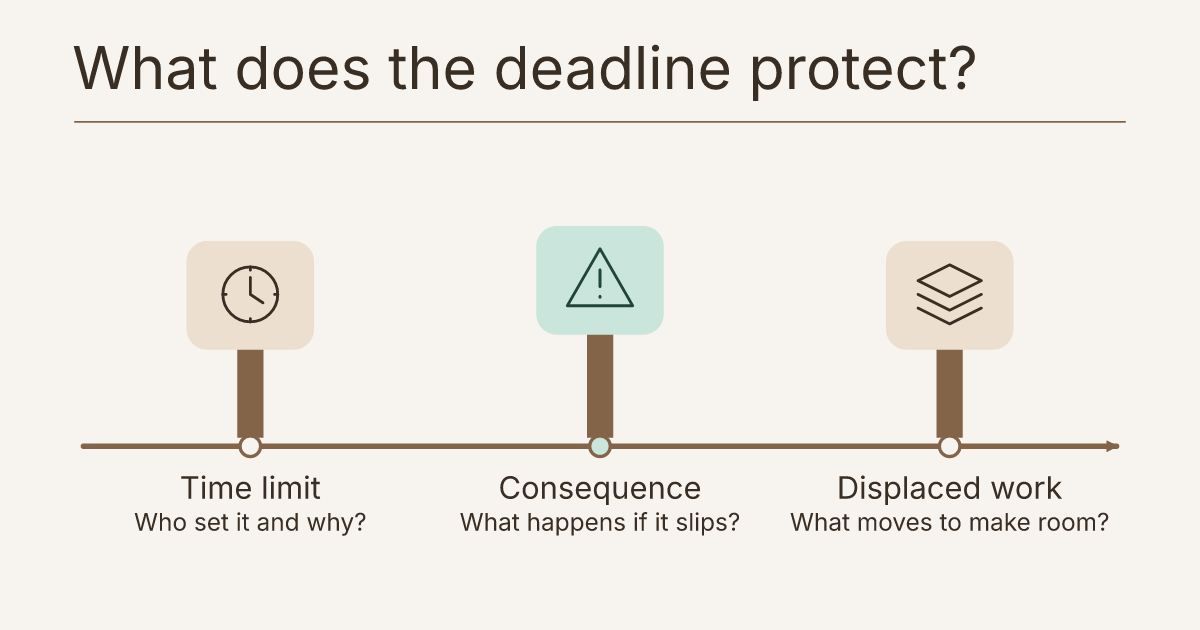 What does the deadline protect?
Time limit
Who set it and why?
Consequence
What happens if it slips?
Displaced work
What moves to make room?